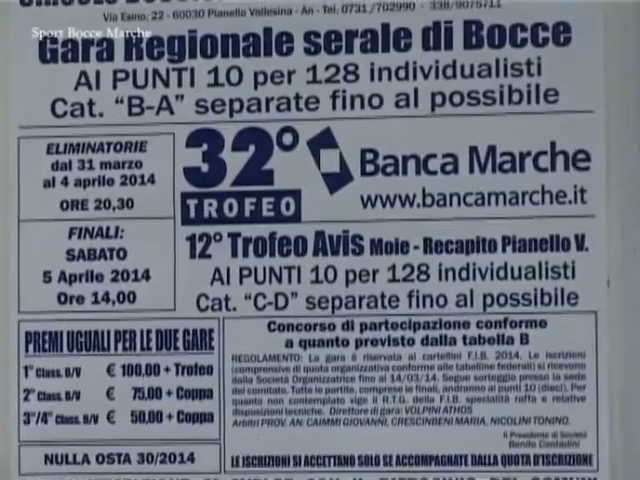 Via Esino, 22 - 60030 Pianello Vallesina - An - Tel. 0731/702990 - 338/9075711
Sport Bocce Marche
Gara Regionale serale di Bocce
AI PUNTI 10 per 128 individualisti
Cat. “B-A” separate fino al possibile
ELIMINATORIE
dal 31 marzo
al 4 aprile 2014
ORE 20,30
FINALI:
SABATO
5 Aprile 2014
Ore 14,00
32° Banca Marche
TROFEO www.bancamarche.it
12° Trofeo Avis Moie - Recapito Pianello V.
AI PUNTI 10 per 128 individualisti
Cat. “C-D” separate fino al possibile
PREMI UGUALI PER LE DUE GARE
1° Class. B/V € 100,00 + Trofeo
2° Class. B/V € 75,00 + Coppa
3°/4° Class. B/V € 50,00 + Coppa
NULLA OSTA 30/2014
Concorso di partecipazione conforme
a quanto previsto dalla tabella B
REGOLAMENTO: La gara è riservata ai cartellini F.I.B. 2014. Le iscrizioni
(comprensive di quota organizzativa conforme alle tabelline federali) si ricevono
dalla Società Organizzatrice fino al 14/03/14. Segue sorteggio presso la sede
del comitato. Tutte le partite, comprese le finali, andranno ai punti 10 (dieci). Per
quanto non contemplato vige il R.T.G. della F.I.B. specialità raffa e relative
disposizioni tecniche. Direttore di gara: VOLPINI ATHOS
Arbitri PROV. AN: CAIMMI GIOVANNI, CRESCINBENI MARIA, NICOLINI TONINO.
Il Presidente di Società
Benito Contadini
LE ISCRIZIONI SI ACCETTANO SOLO SE ACCOMPAGNATE DALLA QUOTA D'ISCRIZIONE